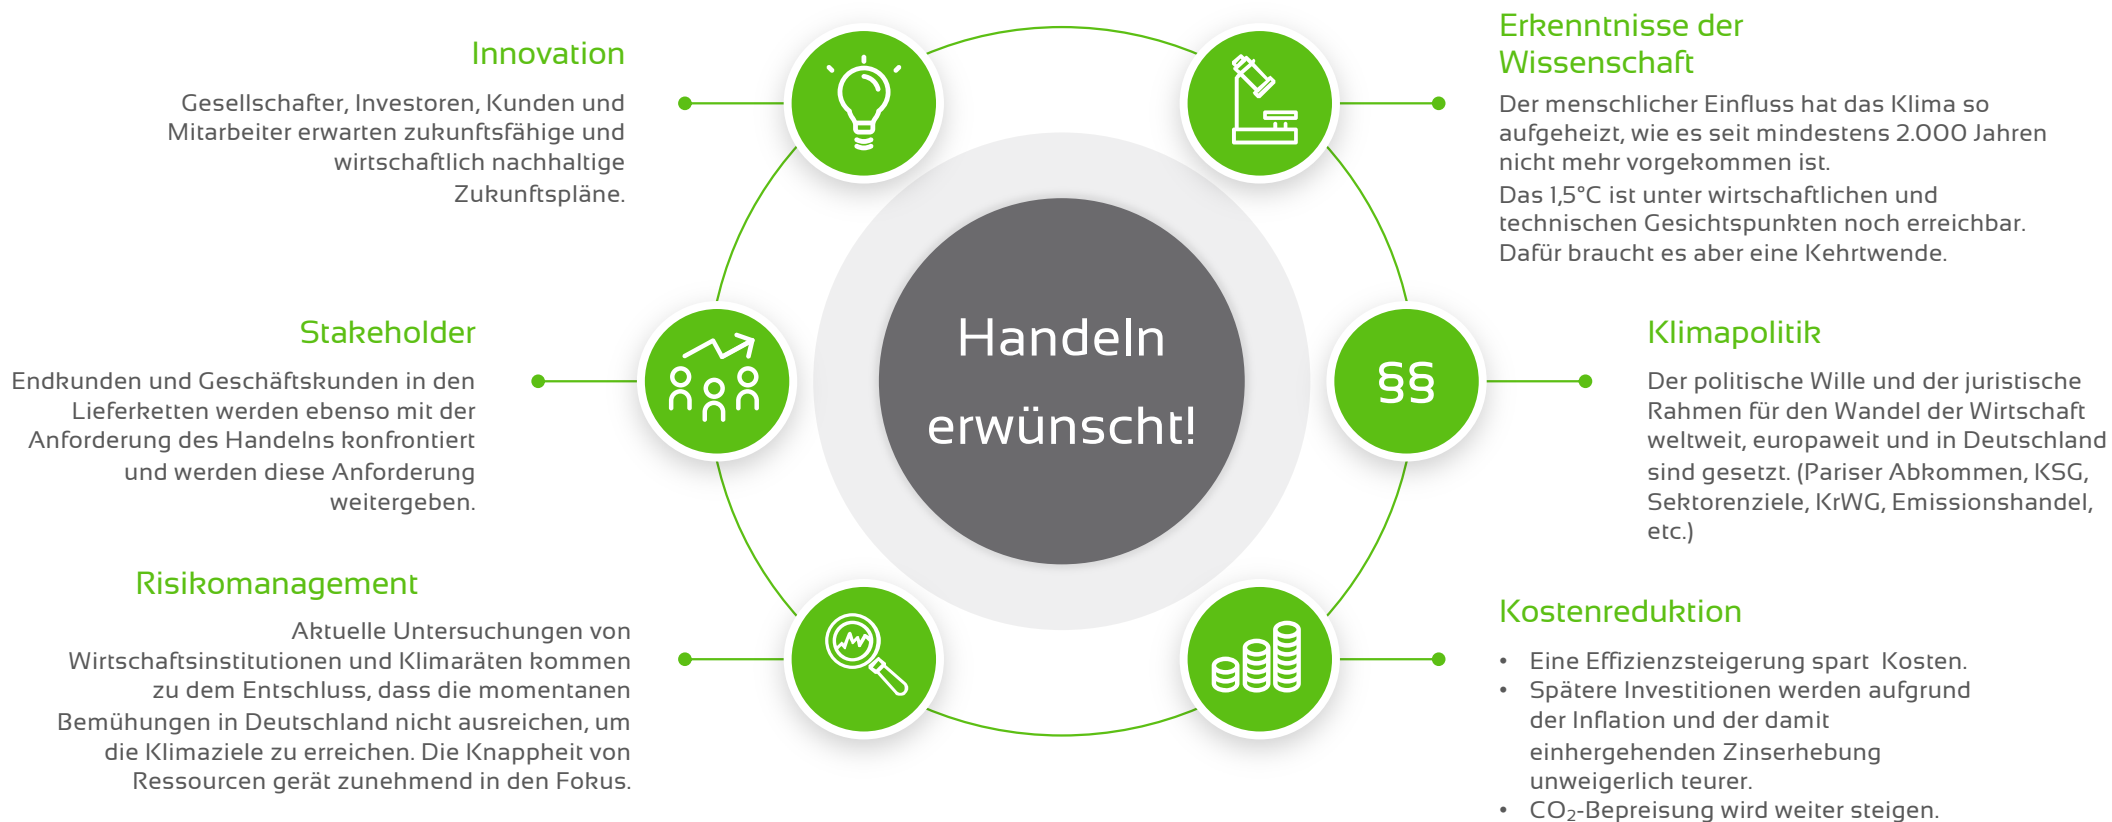 Innovation
Gesellschafter, Investoren, Kunden und
Mitarbeiter erwarten zukunftsfähige und
wirtschaftlich nachhaltige
Zukunftspläne.
Stakeholder
Endkunden und Geschäftskunden in den
Lieferketten werden ebenso mit der
Anforderung des Handelns konfrontiert
und werden diese Anforderung
weitergeben.
Risikomanagement
Aktuelle Untersuchungen von
Wirtschaftsinstitutionen und Klimaräten kommen
zu dem Entschluss, dass die momentanen
Bemühungen in Deutschland nicht ausreichen, um
die Klimaziele zu erreichen. Die Knappheit von
Ressourcen gerät zunehmend in den Fokus.
Handeln
erwünscht!
§§
Erkenntnisse der
Wissenschaft
Der menschlicher Einfluss hat das Klima so
aufgeheizt, wie es seit mindestens 2.000 Jahren
nicht mehr vorgekommen ist.
Das 1,5°C ist unter wirtschaftlichen und
technischen Gesichtspunkten noch erreichbar.
Dafür braucht es aber eine Kehrtwende.
Klimapolitik
Der politische Wille und der juristische
Rahmen für den Wandel der Wirtschaft
weltweit, europaweit und in Deutschland
sind gesetzt. (Pariser Abkommen, KSG,
Sektorenziele, KrWG, Emissionshandel,
etc.)
Kostenreduktion
• Eine Effizienzsteigerung spart  Kosten.
• Spätere Investitionen werden aufgrund
der Inflation und der damit
einhergehenden Zinserhebung
unweigerlich teurer.
• CO₂-Bepreisung wird weiter steigen.